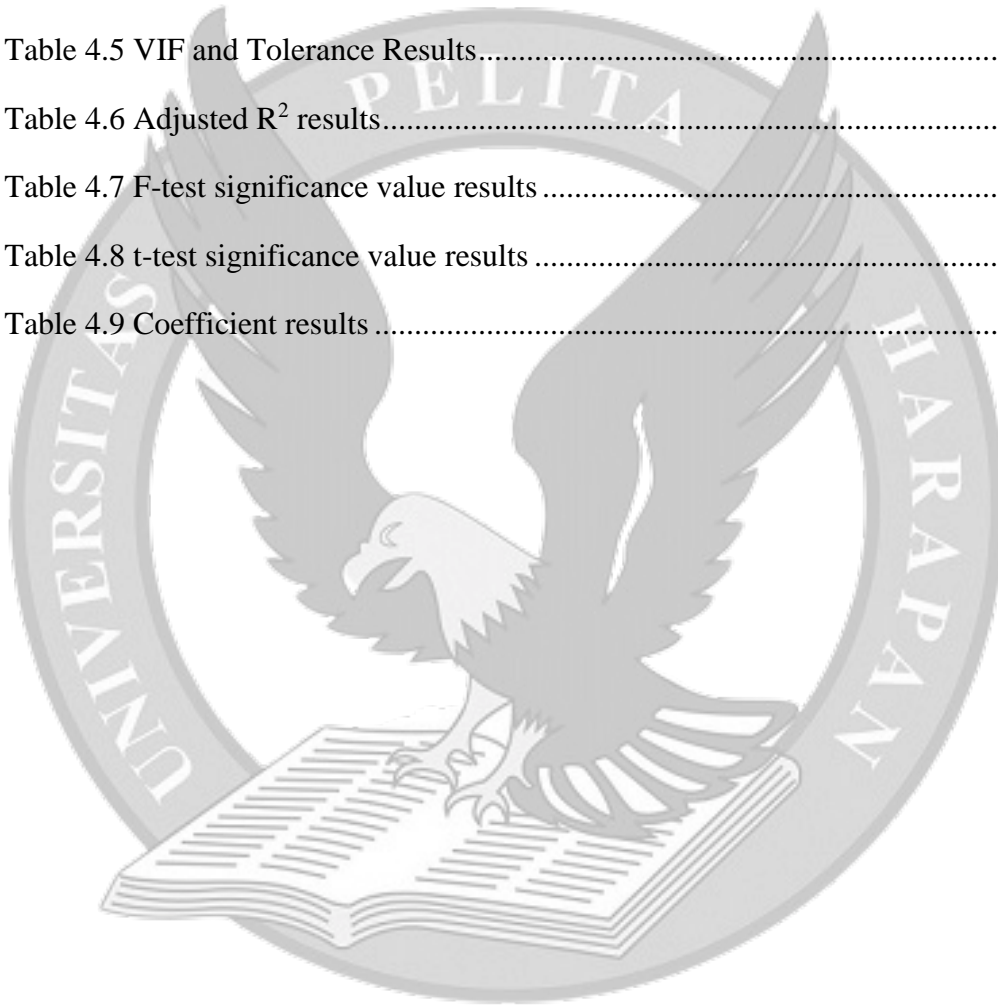 Table 4.5 VIF and Tolerance Results..........................................................................
Table 4.6 Adjusted R² results......................................................................................
Table 4.7 F-test significance value results ..................................................................
Table 4.8 t-test significance value results ...................................................................
Table 4.9 Coefficient results .......................................................................................
UNIVERSITAS PELITA HARAPAN